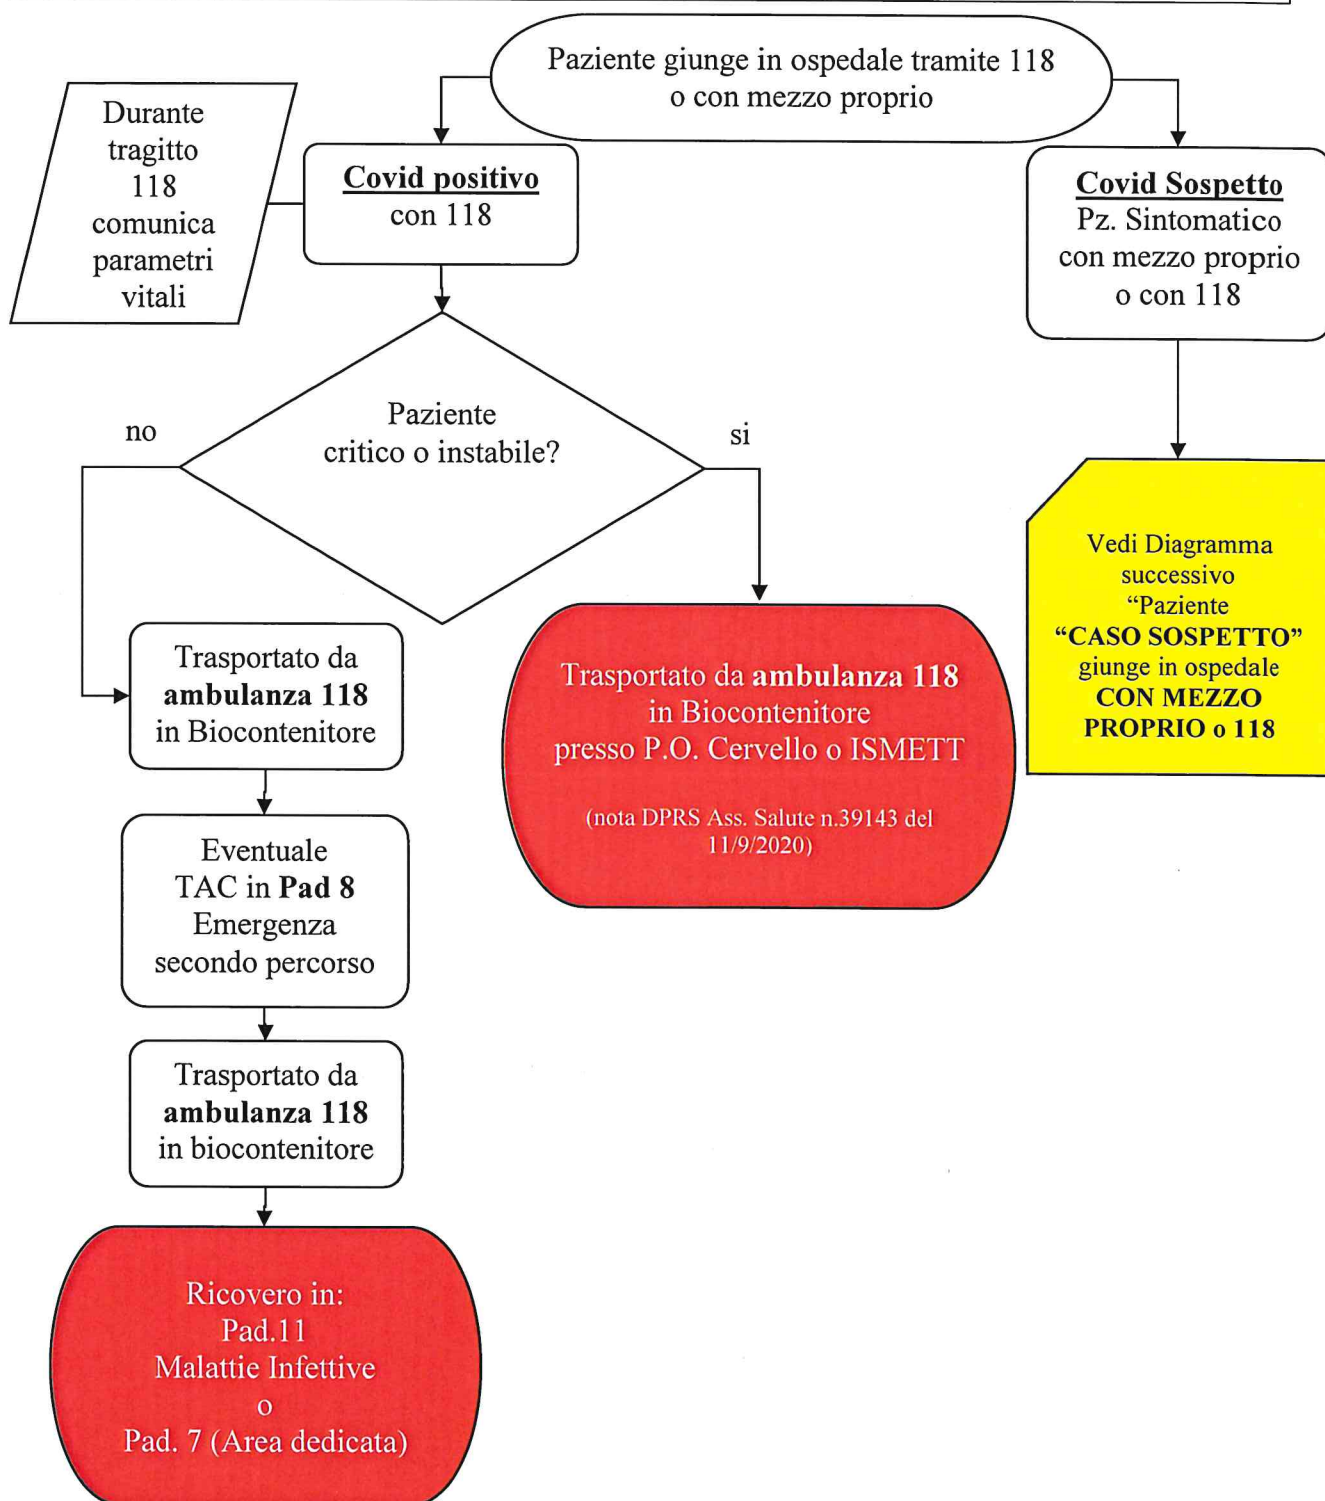 Paziente giunge in ospedale tramite 118
o con mezzo proprio
Durante
tragitto
118
comunica
parametri
vitali
Covid positivo
con 118
Covid Sospetto
Pz. Sintomatico
con mezzo proprio
o con 118
Paziente
critico o instabile?
no
si
Vedi Diagramma
successivo
“Paziente
“CASO SOSPETTO”
giunge in ospedale
CON MEZZO
PROPRIO o 118
Trasportato da
ambulanza 118
in Biocontenitore
Trasportato da ambulanza 118
in Biocontenitore
presso P.O. Cervello o ISMETT
(nota DPRS Ass. Salute n.39143 del
11/9/2020)
Eventuale
TAC in Pad 8
Emergenza
secondo percorso
Trasportato da
ambulanza 118
in biocontenitore
Ricovero in:
Pad.11
Malattie Infettive
o
Pad. 7 (Area dedicata)